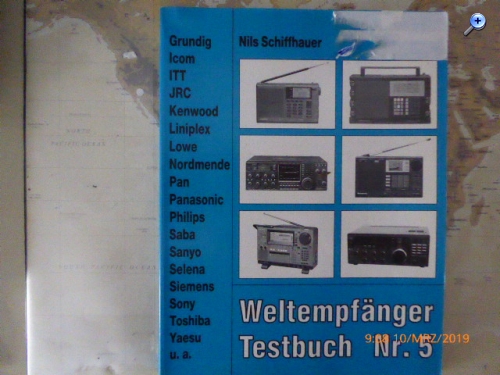 Grundig
Icom
ITT
JRC
Kenwood
Liniplex
Lowe
Nordmende
Pan
Panasonic
Philips
Saba
Sanyo
Selena
Siemens
Sony
Toshiba
Yaesu
u. a.
Nils Schiffhauer
Weltempfänger
Testbuch Nr. 5
9:08 10/MRZ/2019